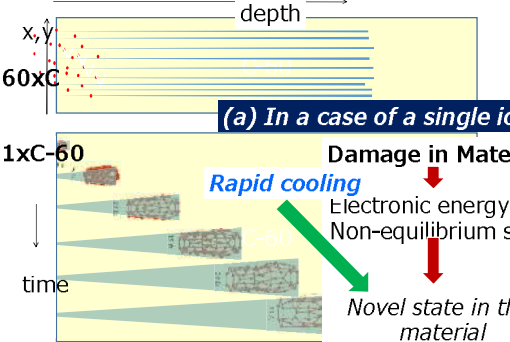 depth
x,y
60xC
(a) In a case of a single io
1xC-60
Damage in Mate
Rapid cooling
Electronic energy
Non-equilibrium s
C-60
time
Novel state in th
material